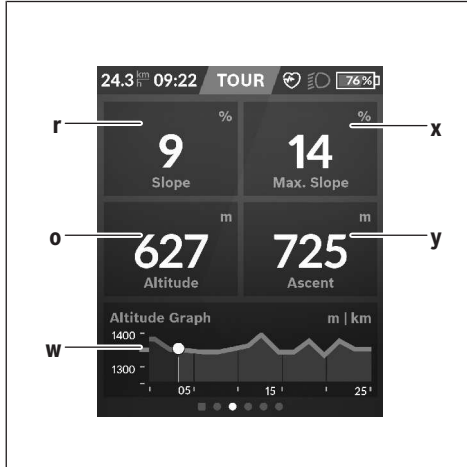 24.3 km/h 09:22 TOUR 76%
r % % x
9 14
Slope Max. Slope
o m m y
627 725
Altitude Ascent
Altitude Graph m | km
1400
w
1300
05' 15' 25'